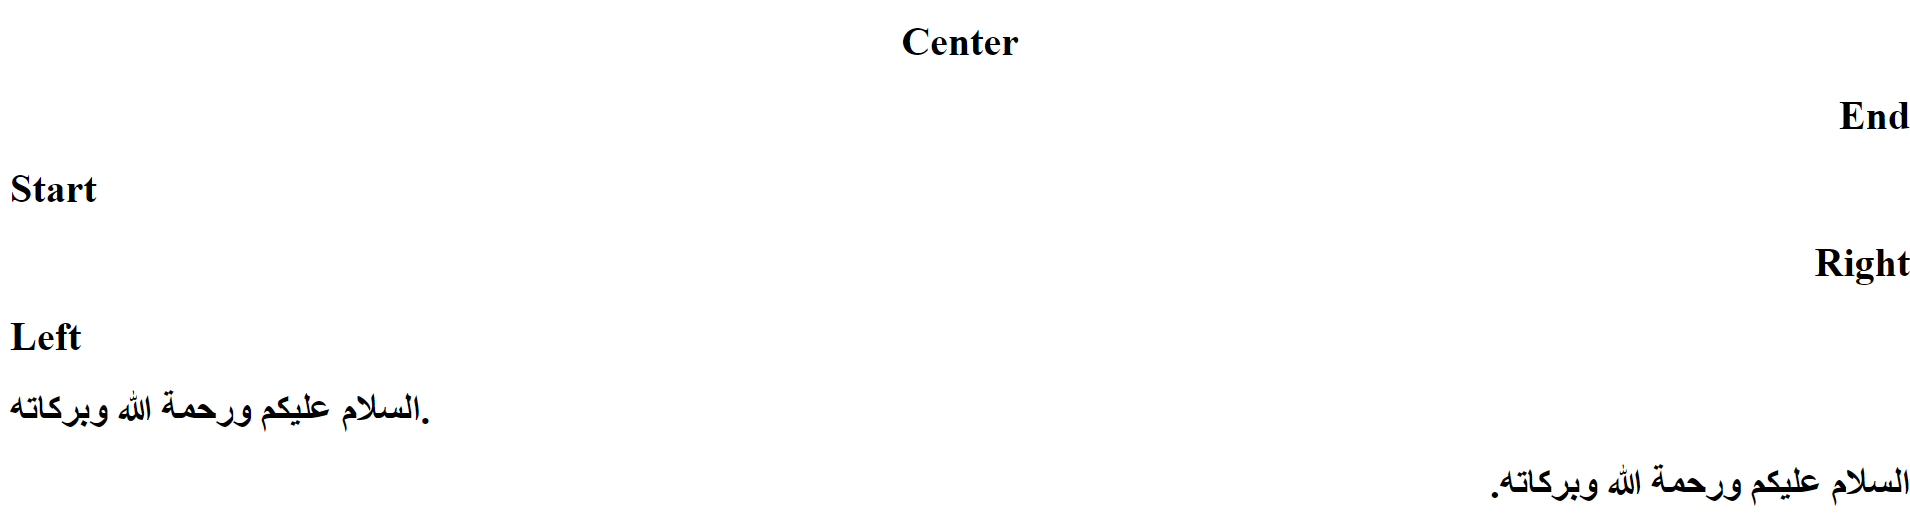 Center
End
Start
Right
Left
السلام عليكم ورحمة الله وبركاته.
السلام عليكم ورحمة الله وبركاته.